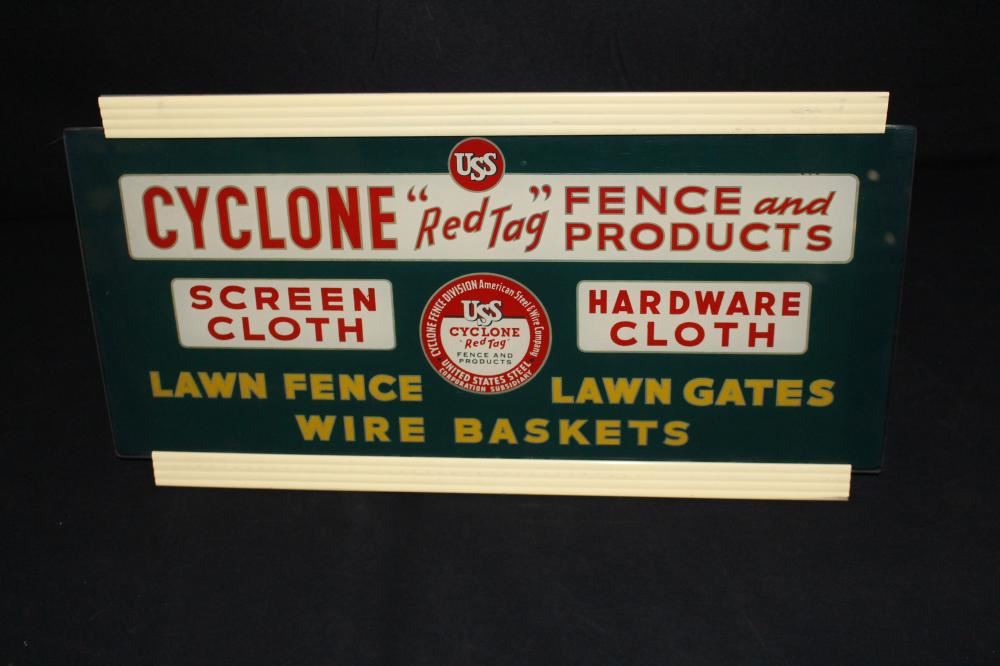 USS
CYCLONE "Red Tag" FENCE and
PRODUCTS
SCREEN
CLOTH
CYCLONE FENCE DIVISION American Steel & Wire Company
USS
CYCLONE
"Red Tag"
FENCE AND
PRODUCTS
UNITED STATES STEEL
CORPORATION SUBSIDIARY
HARDWARE
CLOTH
LAWN FENCE LAWN GATES
WIRE BASKETS